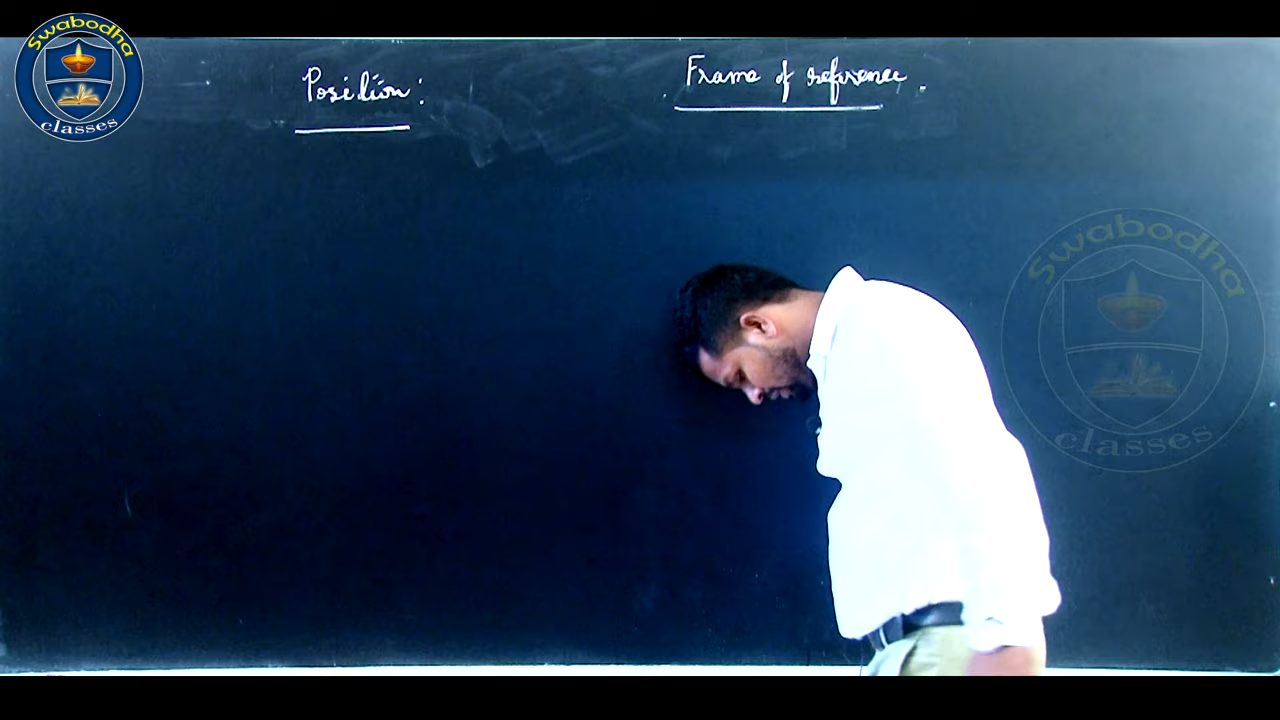 Swabodha
classes
Position:
Frame of reference.
Swabodha
classes